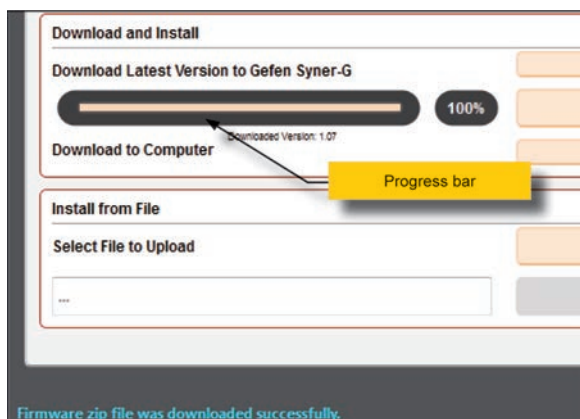 Download and Install
Download Latest Version to Gefen Syner-G
100%
Downloaded Version: 1.07
Download to Computer
Progress bar
Install from File
Select File to Upload
...
Firmware zip file was downloaded successfully.